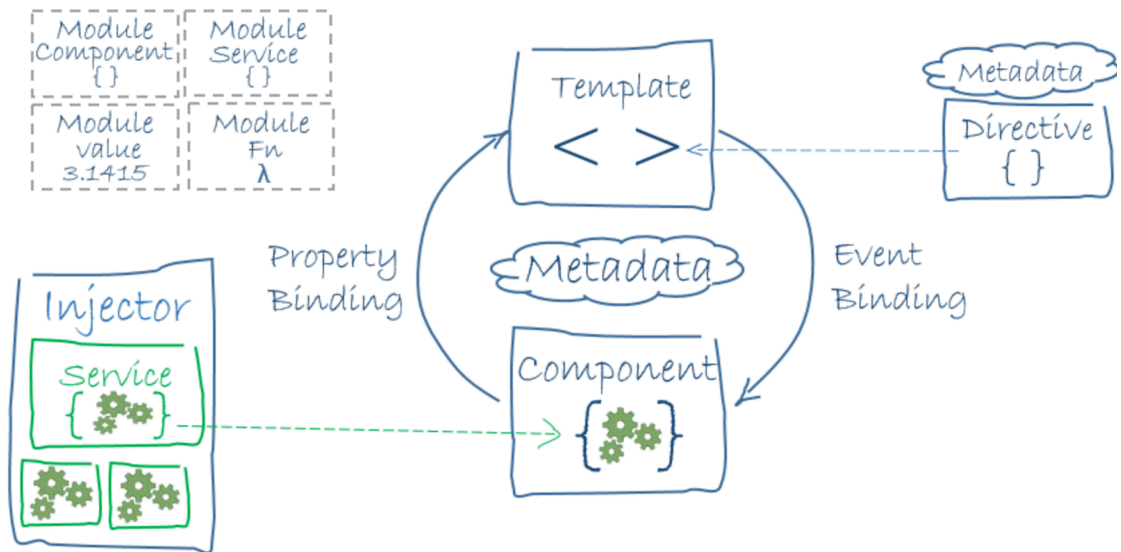 Module
Component
{ }
Module
Service
{ }
Module
value
3.1415
Module
Fn
λ
Template
< >
Metadata
Directive
{ }
Property
Binding
Metadata
Event
Binding
Injector
Service
{ }
Component
{ }